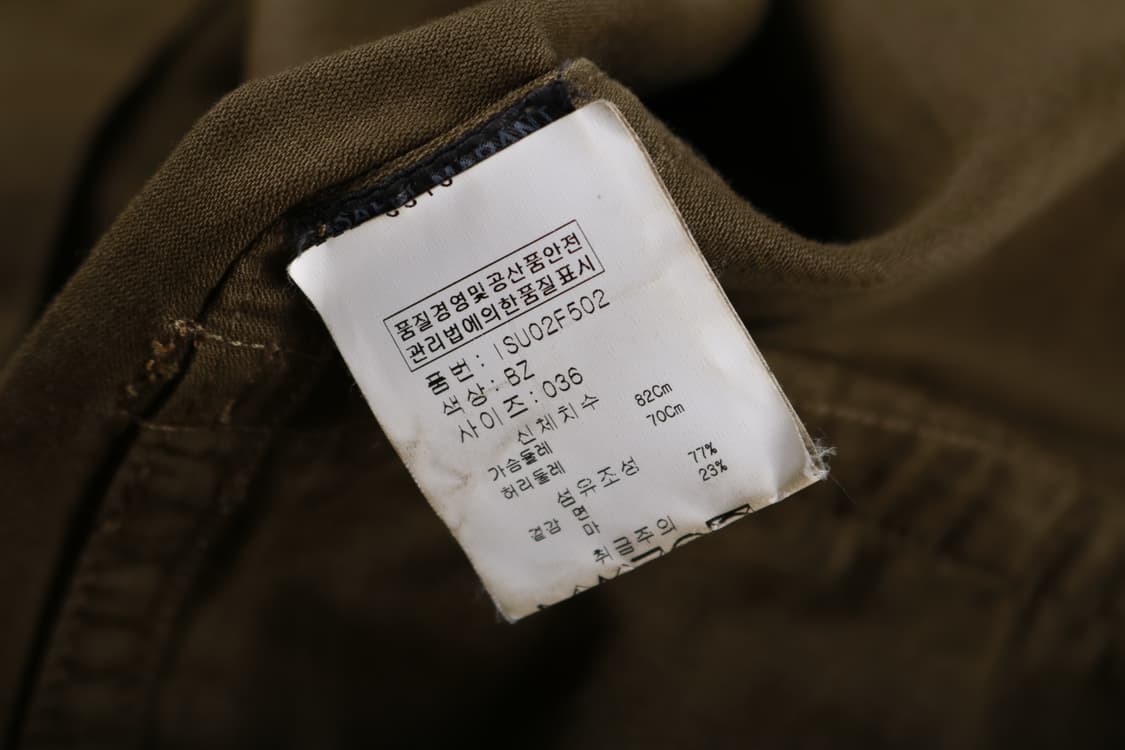 품질경영및공산품안전
관리법에의한품질표시
품번: ISU02F502
색상: BZ
사이즈: 036
신체치수
가슴둘레 82Cm
허리둘레 70Cm
섬유조성
겉감 면 77%
마 23%
취급주의